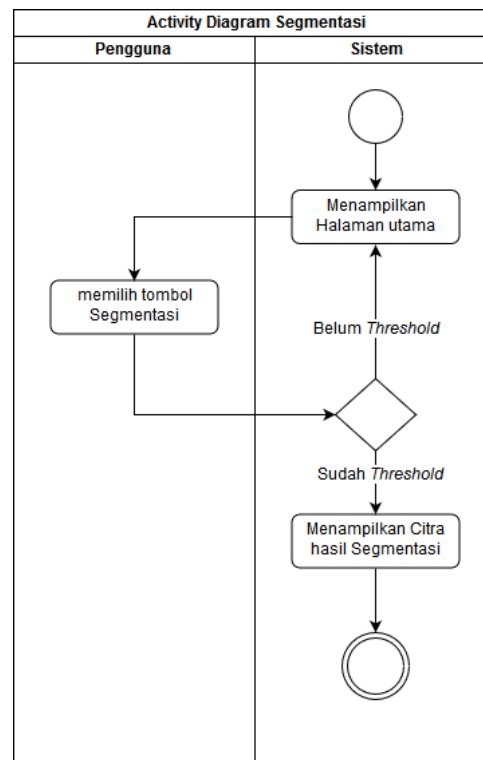 Activity Diagram Segmentasi
Pengguna
Sistem
Menampilkan
Halaman utama
memilih tombol
Segmentasi
Belum Threshold
Sudah Threshold
Menampilkan Citra
hasil Segmentasi